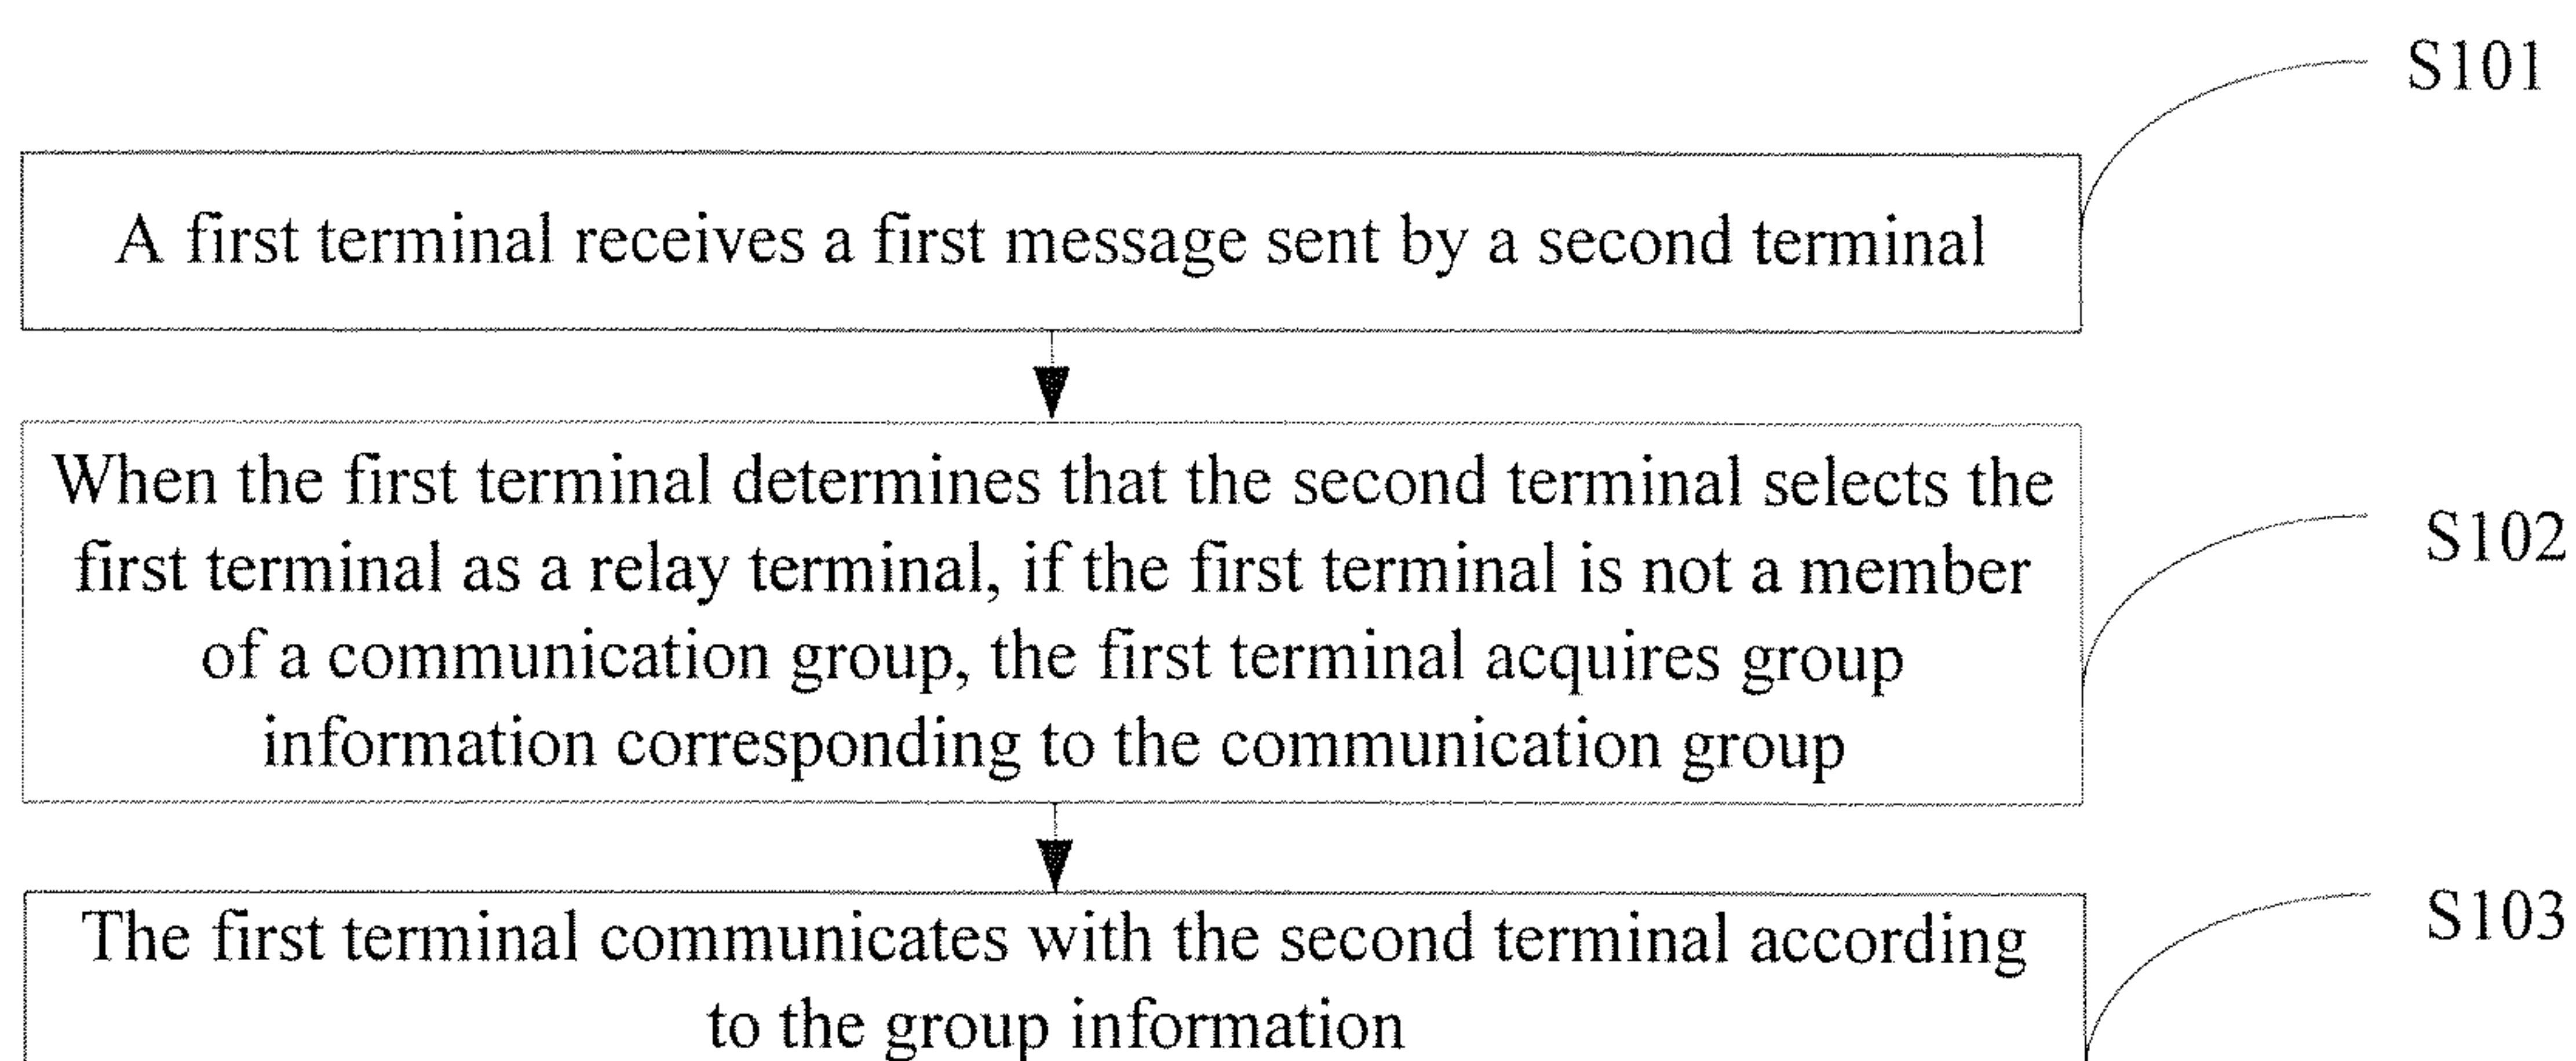 S101
A first terminal receives a first message sent by a second terminal
When the first terminal determines that the second terminal selects the
first terminal as a relay terminal, if the first terminal is not a member
of a communication group, the first terminal acquires group
information corresponding to the communication group
S102
The first terminal communicates with the second terminal according
to the group information
S103